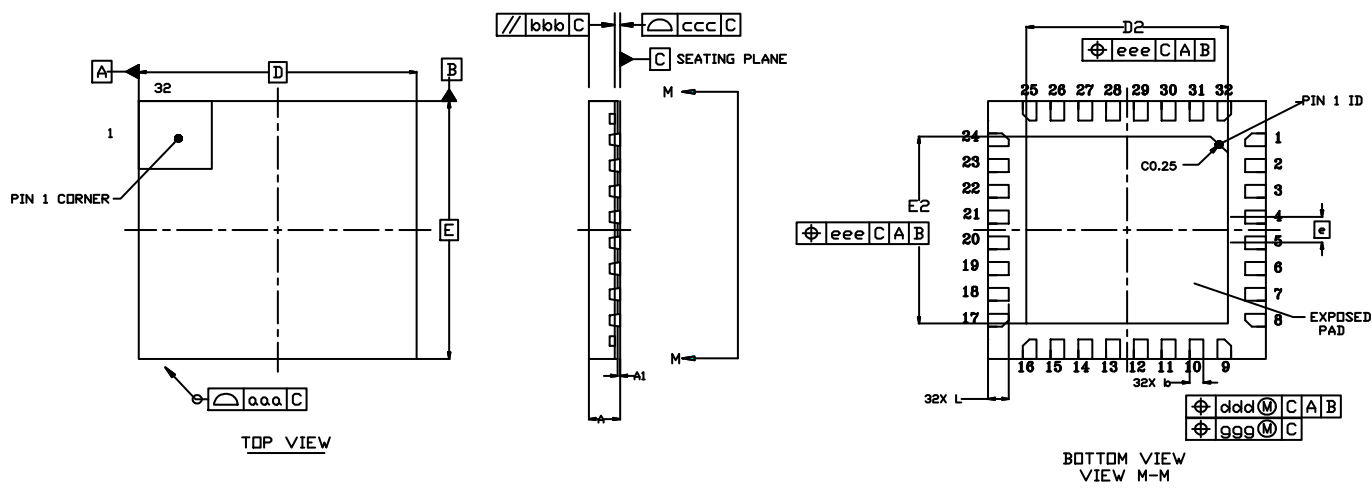 A
D
B
32
1
PIN 1 CORNER
E
aaa C
TOP VIEW
// bbb C
ccc C
C SEATING PLANE
M
M
A1
A
D2
eee C A B
25 26 27 28 29 30 31 32
PIN 1 ID
24
23
22
21
20
19
18
17
1
2
3
4
5
6
7
8
C0.25
E2
eee C A B
e
EXPOSED
PAD
16 15 14 13 12 11 10 9
32X b
32X L
ddd Ⓜ C A B
ggg Ⓜ C
BOTTOM VIEW
VIEW M-M